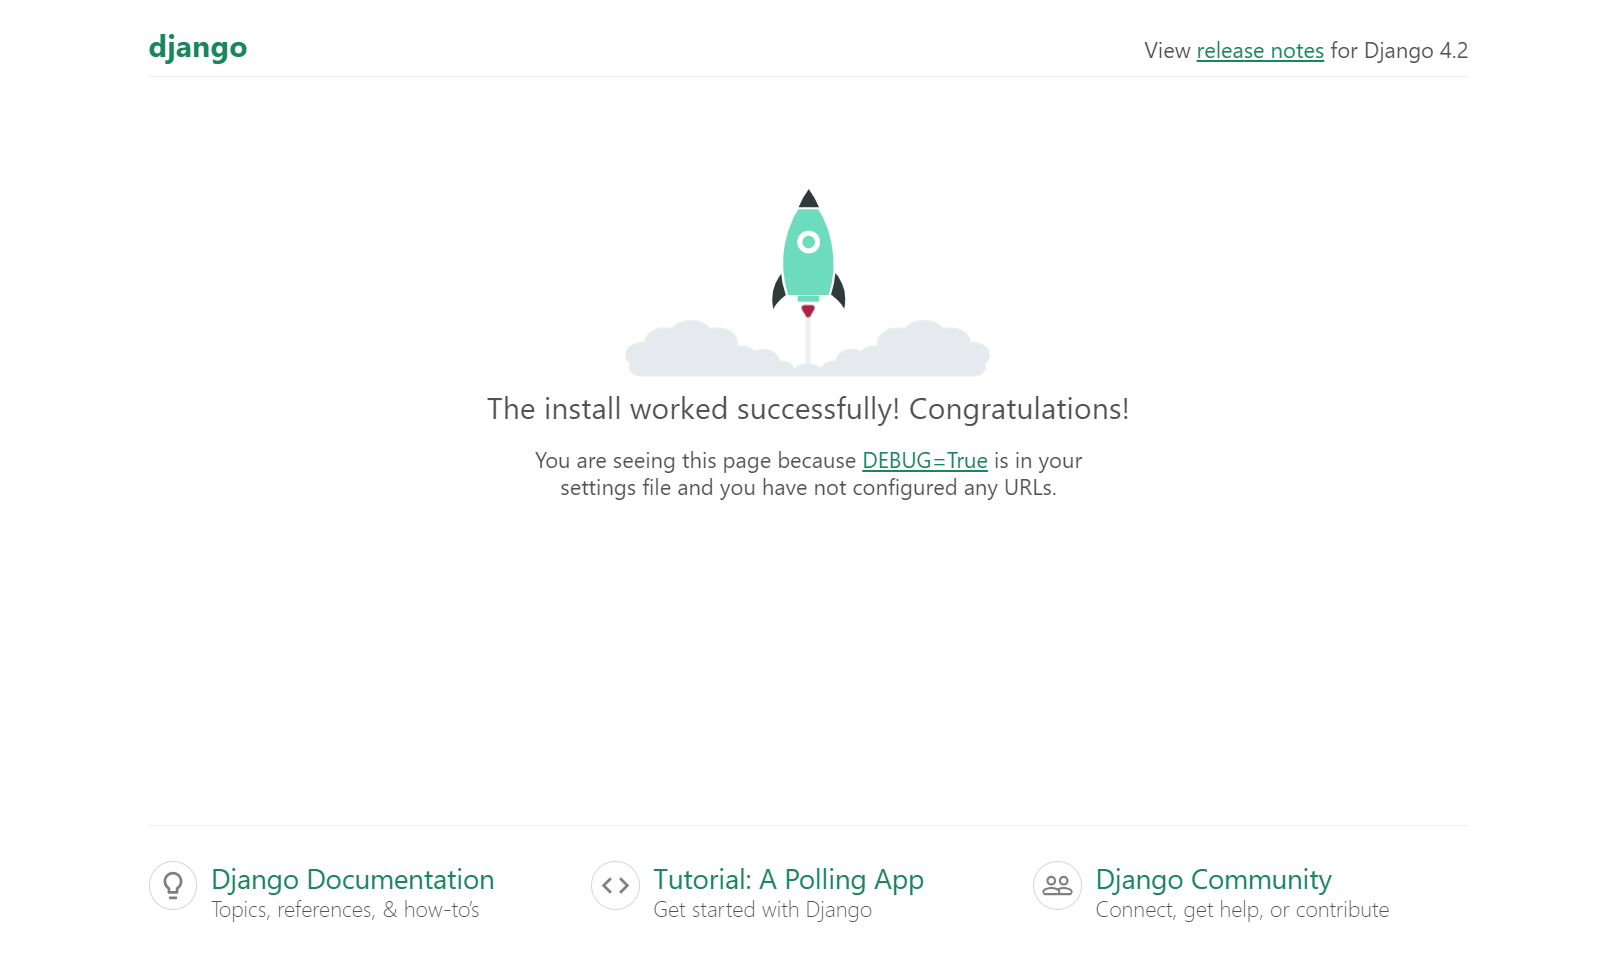 django
View release notes for Django 4.2
The install worked successfully! Congratulations!
You are seeing this page because DEBUG=True is in your
settings file and you have not configured any URLs.
Django Documentation
Topics, references, & how-to’s
Tutorial: A Polling App
Get started with Django
Django Community
Connect, get help, or contribute